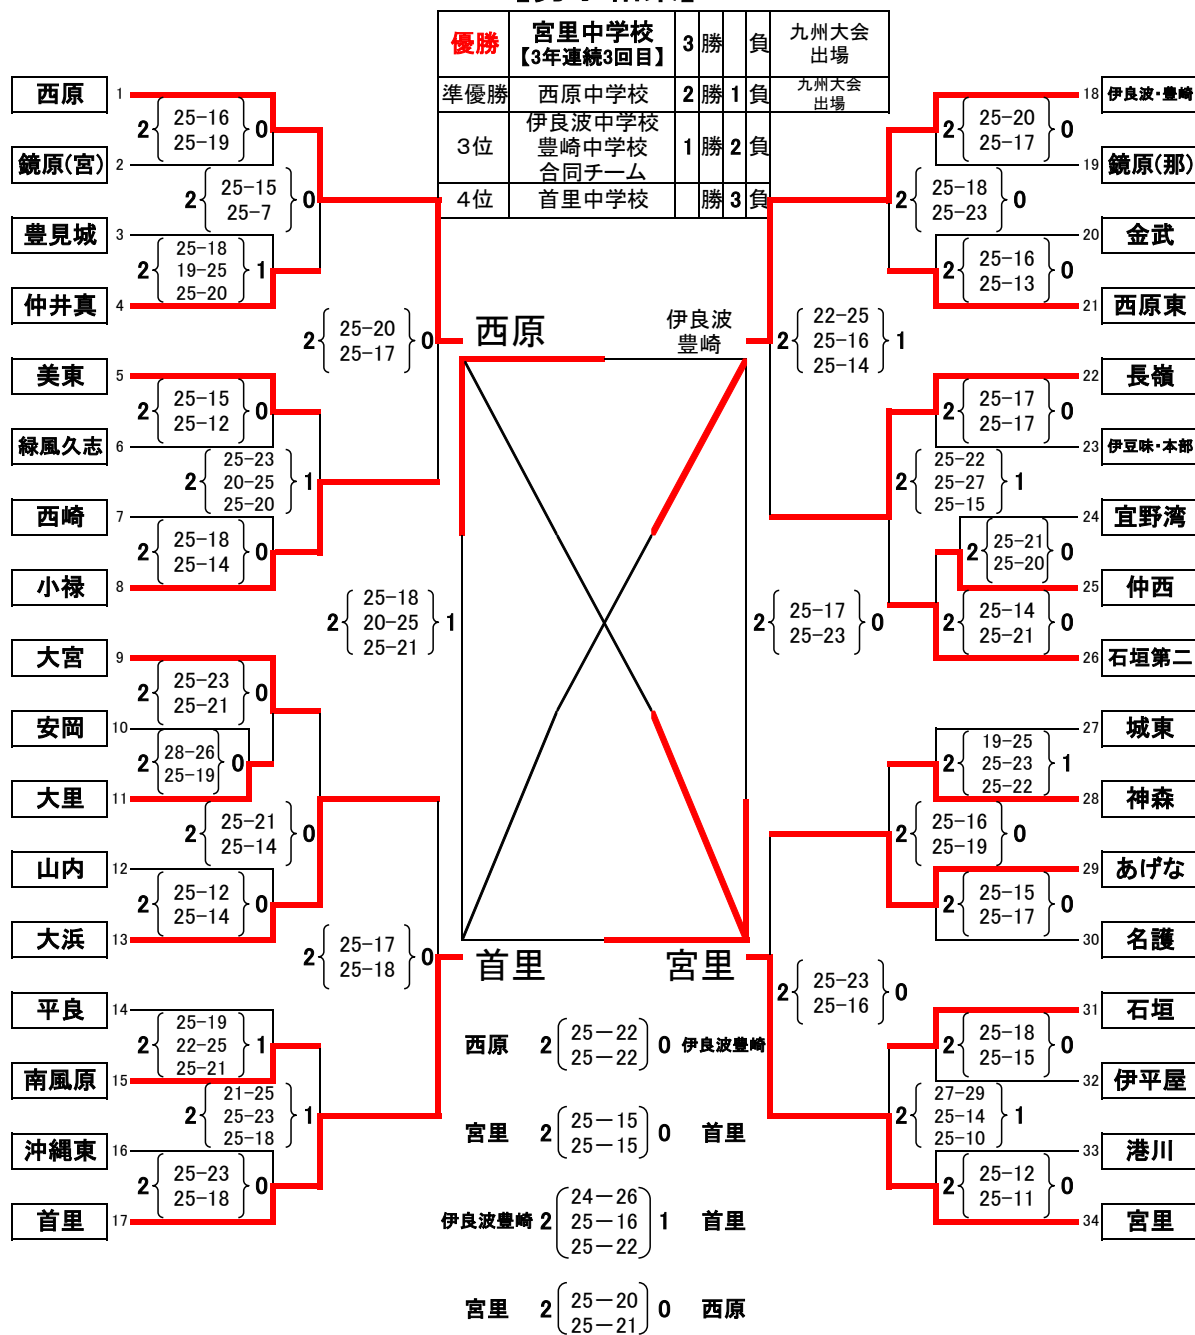 優勝 宮里中学校 【3年連続3回目】 3 勝 負 九州大会 出場
準優勝 西原中学校 2 勝 1 負 九州大会 出場
3位 伊良波中学校 豊崎中学校 合同チーム 1 勝 2 負
4位 首里中学校 勝 3 負
西原 1
2 25-16 25-19 0
鏡原(宮) 2
2 25-15 25-7 0
豊見城 3
2 25-18 19-25 25-20 1
仲井真 4
2 25-20 25-17 0
美東 5
2 25-15 25-12 0
緑風久志 6
2 25-23 20-25 25-20 1
西崎 7
2 25-18 25-14 0
小禄 8
2 25-18 20-25 25-21 1
大宮 9
2 25-23 25-21 0
安岡 10
2 28-26 25-19 0
大里 11
2 25-21 25-14 0
山内 12
2 25-12 25-14 0
大浜 13
2 25-17 25-18 0
平良 14
2 25-19 22-25 25-21 1
南風原 15
2 21-25 25-23 25-18 1
沖縄東 16
2 25-23 25-18 0
首里 17
西原
伊良波
豊崎
首里
宮里
18 伊良波・豊崎
2 25-20 25-17 0
19 鏡原(那)
2 25-18 25-23 0
20 金武
2 25-16 25-13 0
21 西原東
2 22-25 25-16 25-14 1
22 長嶺
2 25-17 25-17 0
23 伊豆味・本部
2 25-22 25-27 25-15 1
24 宜野湾
2 25-21 25-20 0
25 仲西
2 25-14 25-21 0
26 石垣第二
2 25-17 25-23 0
27 城東
2 19-25 25-23 25-22 1
28 神森
2 25-16 25-19 0
29 あげな
2 25-15 25-17 0
30 名護
2 25-23 25-16 0
31 石垣
2 25-18 25-15 0
32 伊平屋
2 27-29 25-14 25-10 1
33 港川
2 25-12 25-11 0
34 宮里
西原 2 25-22 25-22 0 伊良波豊崎
宮里 2 25-15 25-15 0 首里
伊良波豊崎 2 24-26 25-16 25-22 1 首里
宮里 2 25-20 25-21 0 西原